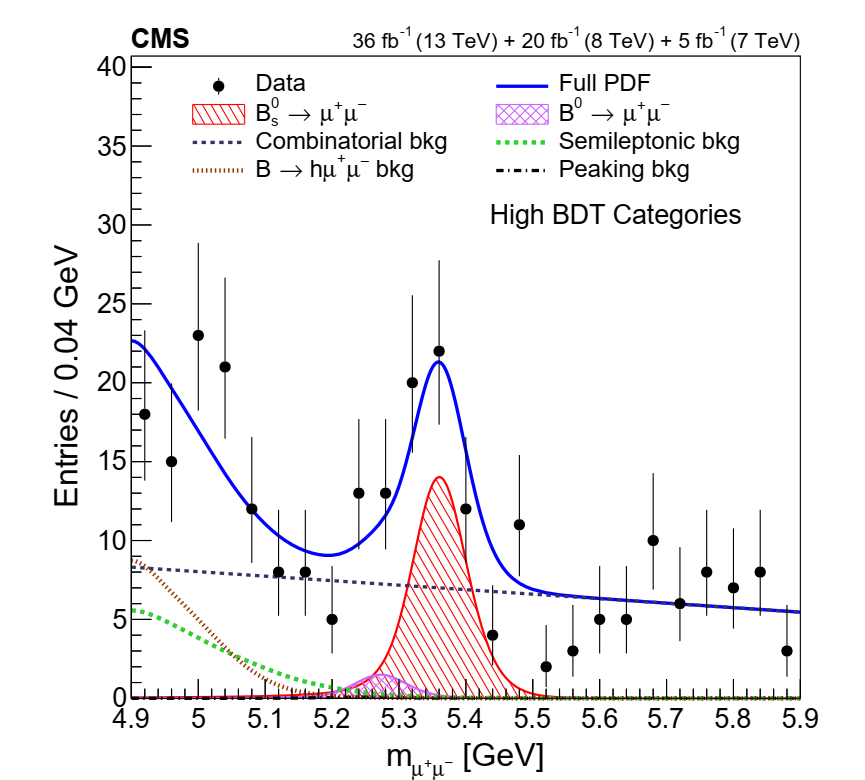 CMS 36 fb⁻¹ (13 TeV) + 20 fb⁻¹ (8 TeV) + 5 fb⁻¹ (7 TeV)
Data Full PDF
B⁰ₛ → μ⁺μ⁻ B⁰ → μ⁺μ⁻
Combinatorial bkg Semileptonic bkg
B → hμ⁺μ⁻ bkg Peaking bkg
High BDT Categories
Entries / 0.04 GeV
40
35
30
25
20
15
10
5
0
4.9 5 5.1 5.2 5.3 5.4 5.5 5.6 5.7 5.8 5.9
m_μ⁺μ⁻ [GeV]